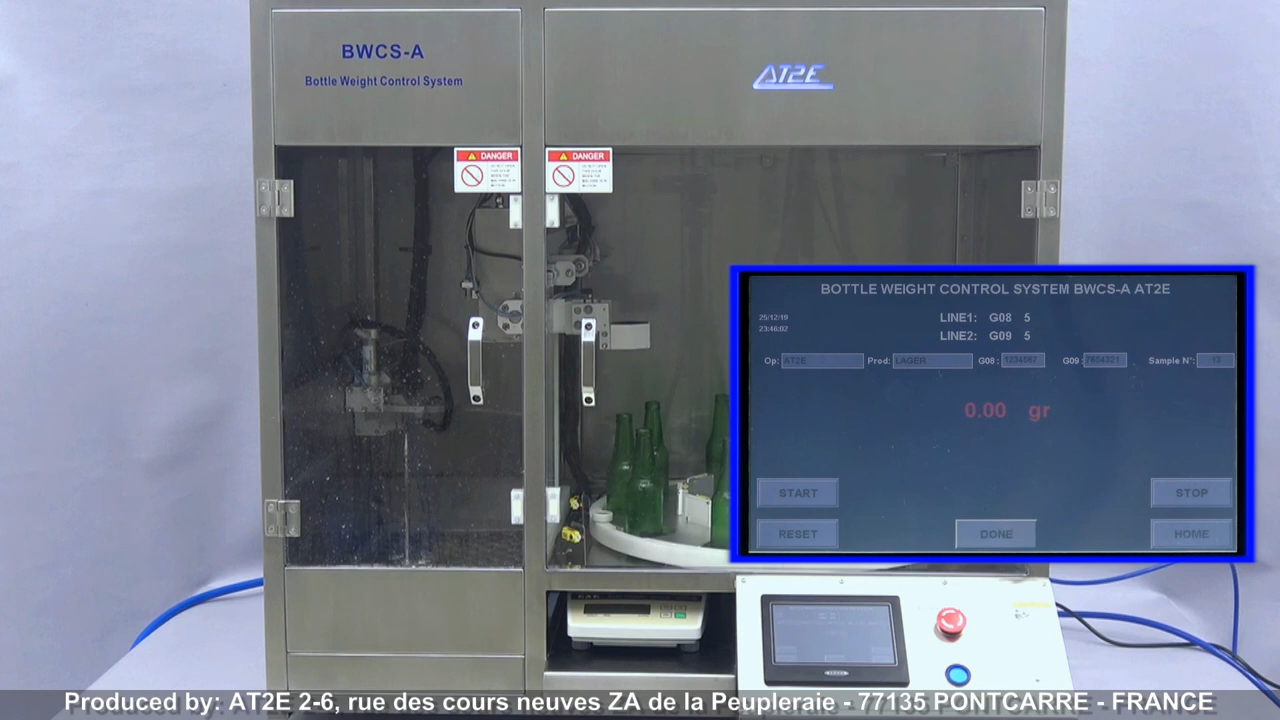 BWCS-A
Bottle Weight Control System
AT2E
DANGER
DANGER
BOTTLE WEIGHT CONTROL SYSTEM BWCS-A AT2E
25/12/19
23:46:02
LINE1: G08 5
LINE2: G09 5
Op: AT2E Prod: LAGER G08: 1234567 G09: 7654321 Sample N°: 12
0.00 gr
START
STOP
RESET
DONE
HOME
Produced by: AT2E 2-6, rue des cours neuves ZA de la Peupleraie - 77135 PONTCARRE - FRANCE